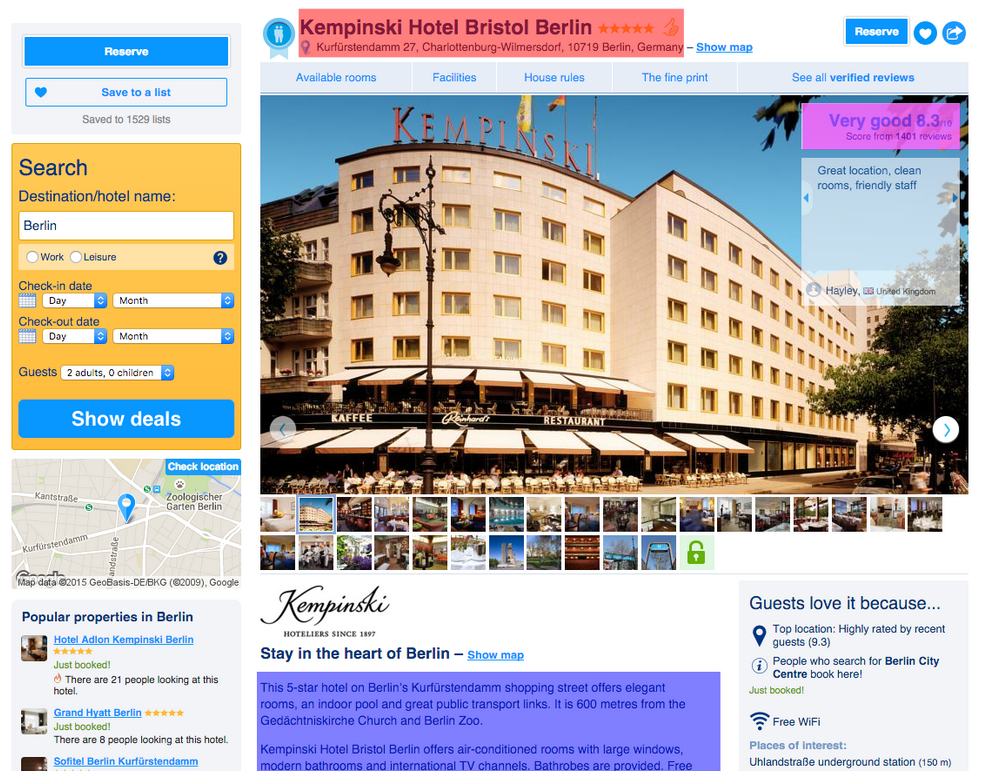 Reserve
Save to a list
Saved to 1529 lists
Search
Destination/hotel name:
Berlin
Work Leisure ?
Check-in date
Day Month
Check-out date
Day Month
Guests 2 adults, 0 children
Show deals
Check location
Kantstraße
Zoologischer
Garten Berlin
Kurfürstendamm
Map data ©2015 GeoBasis-DE/BKG (©2009), Google
Popular properties in Berlin
Hotel Adlon Kempinski Berlin
Just booked!
There are 21 people looking at this
hotel.
Grand Hyatt Berlin
Just booked!
There are 8 people looking at this hotel.
Sofitel Berlin Kurfürstendamm
Kempinski Hotel Bristol Berlin
Kurfürstendamm 27, Charlottenburg-Wilmersdorf, 10719 Berlin, Germany – Show map
Reserve
Available rooms Facilities House rules The fine print See all verified reviews
KEMPINSKI
Very good 8.3/10
Score from 1401 reviews
Great location, clean
rooms, friendly staff
Hayley, United Kingdom
KAFFEE Reinhard's RESTAURANT
Kempinski
HOTELIERS SINCE 1897
Stay in the heart of Berlin – Show map
This 5-star hotel on Berlin's Kurfürstendamm shopping street offers elegant
rooms, an indoor pool and great public transport links. It is 600 metres from the
Gedächtniskirche Church and Berlin Zoo.
Kempinski Hotel Bristol Berlin offers air-conditioned rooms with large windows,
modern bathrooms and international TV channels. Bathrobes are provided. Free
Guests love it because...
Top location: Highly rated by recent
guests (9.3)
People who search for Berlin City
Centre book here!
Just booked!
Free WiFi
Places of Interest:
Uhlandstraße underground station (150 m)